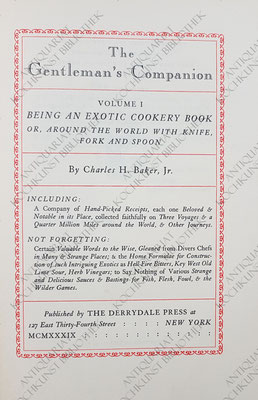 The
Gentleman's Companion
VOLUME I
BEING AN EXOTIC COOKERY BOOK
OR, AROUND THE WORLD WITH KNIFE,
FORK AND SPOON
By Charles H. Baker, Jr.
INCLUDING:
A Company of Hand-Picked Receipts, each one Beloved &
Notable in its Place, collected faithfully on Three Voyages & a
Quarter Million Miles around the World, & Other Journeys.
NOT FORGETTING:
Certain Valuable Words to the Wise, Gleaned from Divers Chefs
in Many & Strange Places; & the Home Formulae for Construc-
tion of Such Intriguing Exotics as Hell-Fire Bitters, Key West Old
Lime Sour, Herb Vinegars; to Say Nothing of Various Strange
and Delicious Sauces & Bastings for Fish, Flesh, Fowl, & the
Wilder Games.
Published by THE DERRYDALE PRESS at
127 East Thirty-Fourth Street : : : : NEW YORK
MCMXXXIX : : : : : : : : : :